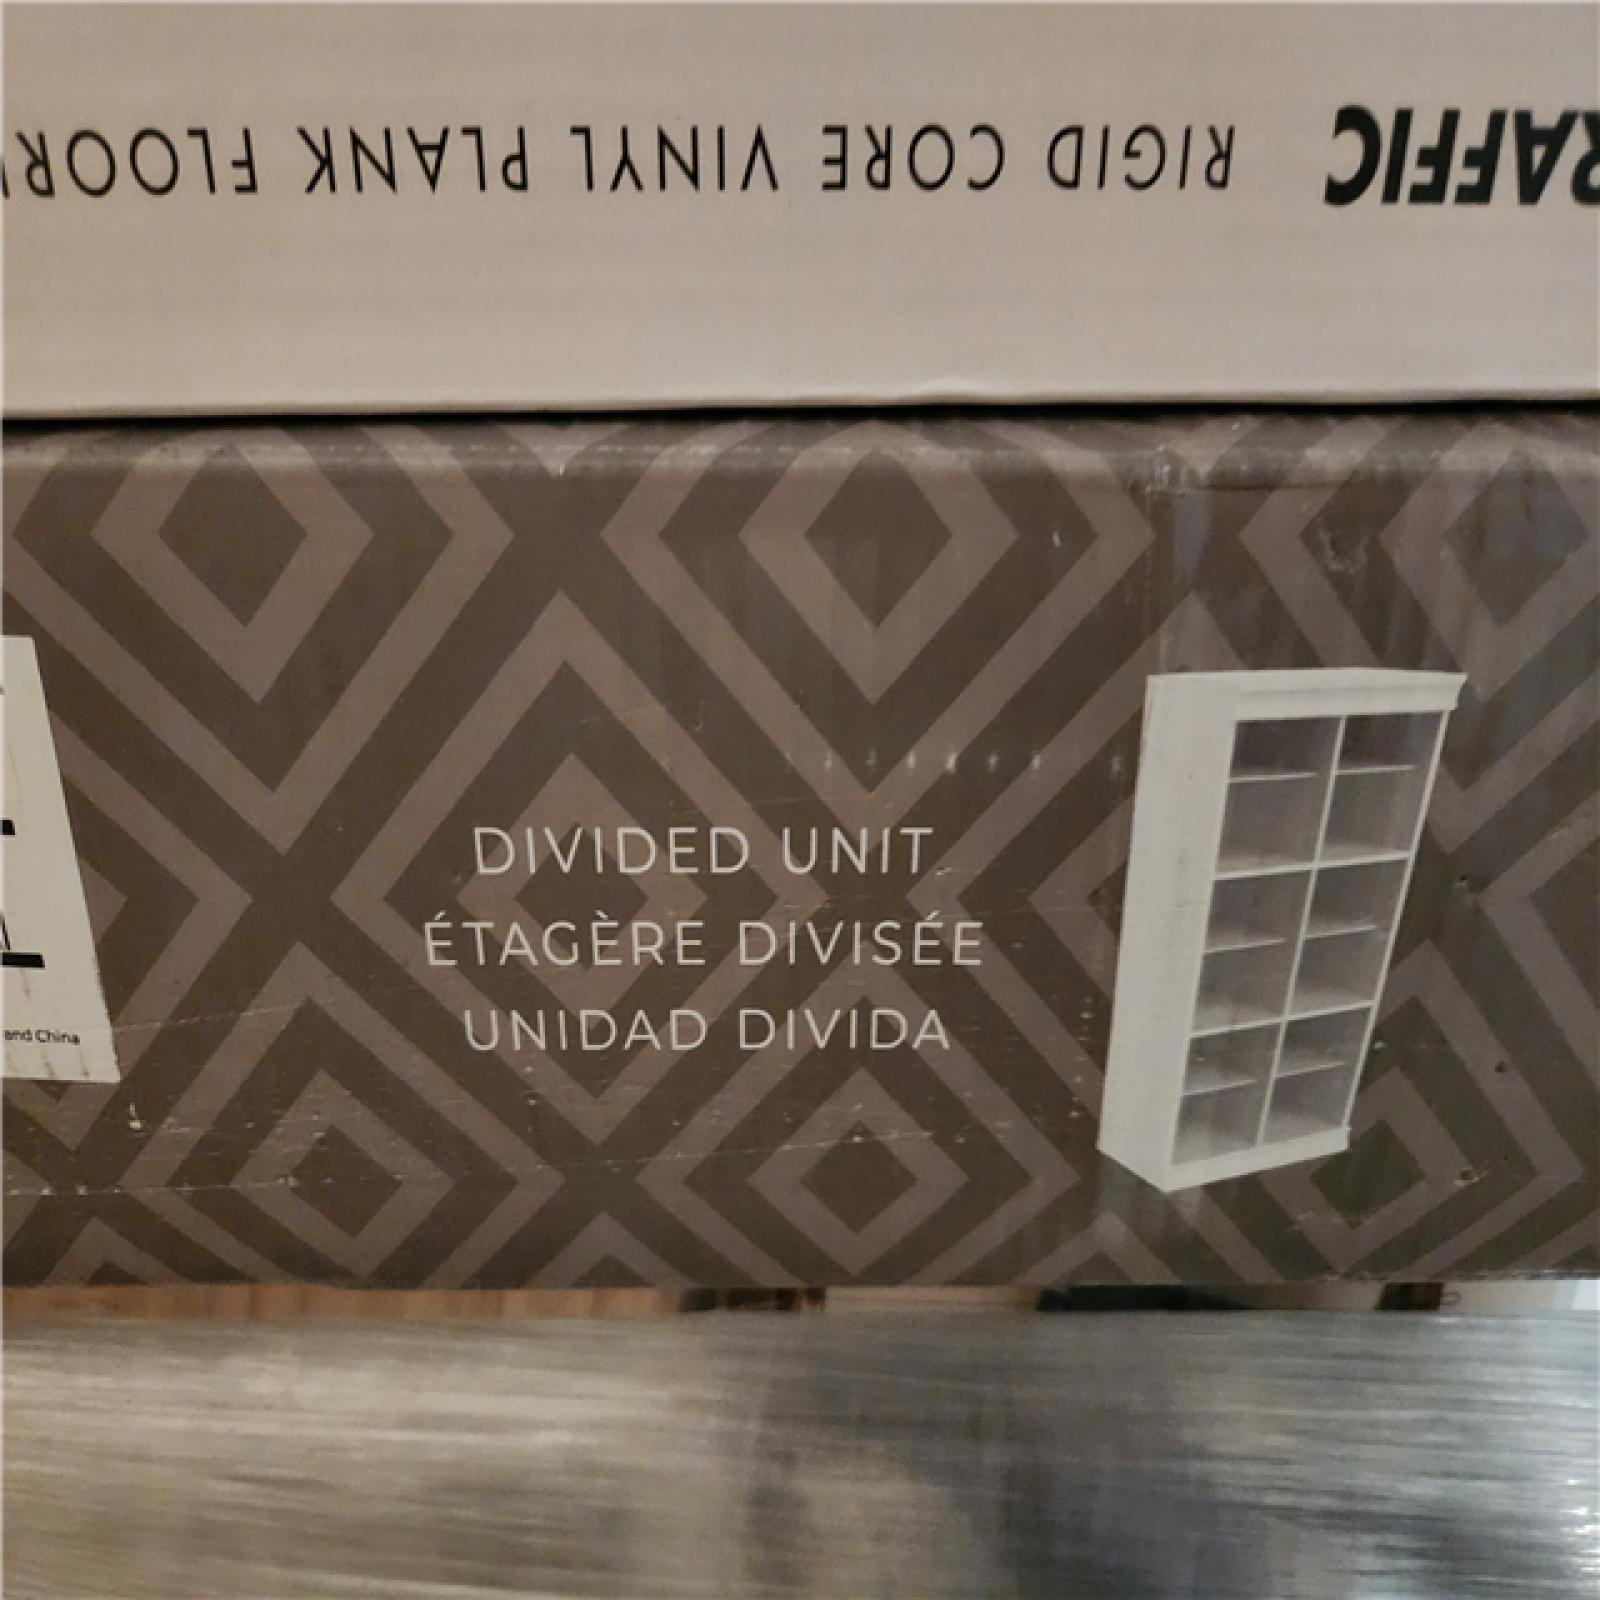 RAFFIC RIGID CORE VINYL PLANK FLOOR
DIVIDED UNIT
ÉTAGÈRE DIVISÉE
UNIDAD DIVIDA
and China